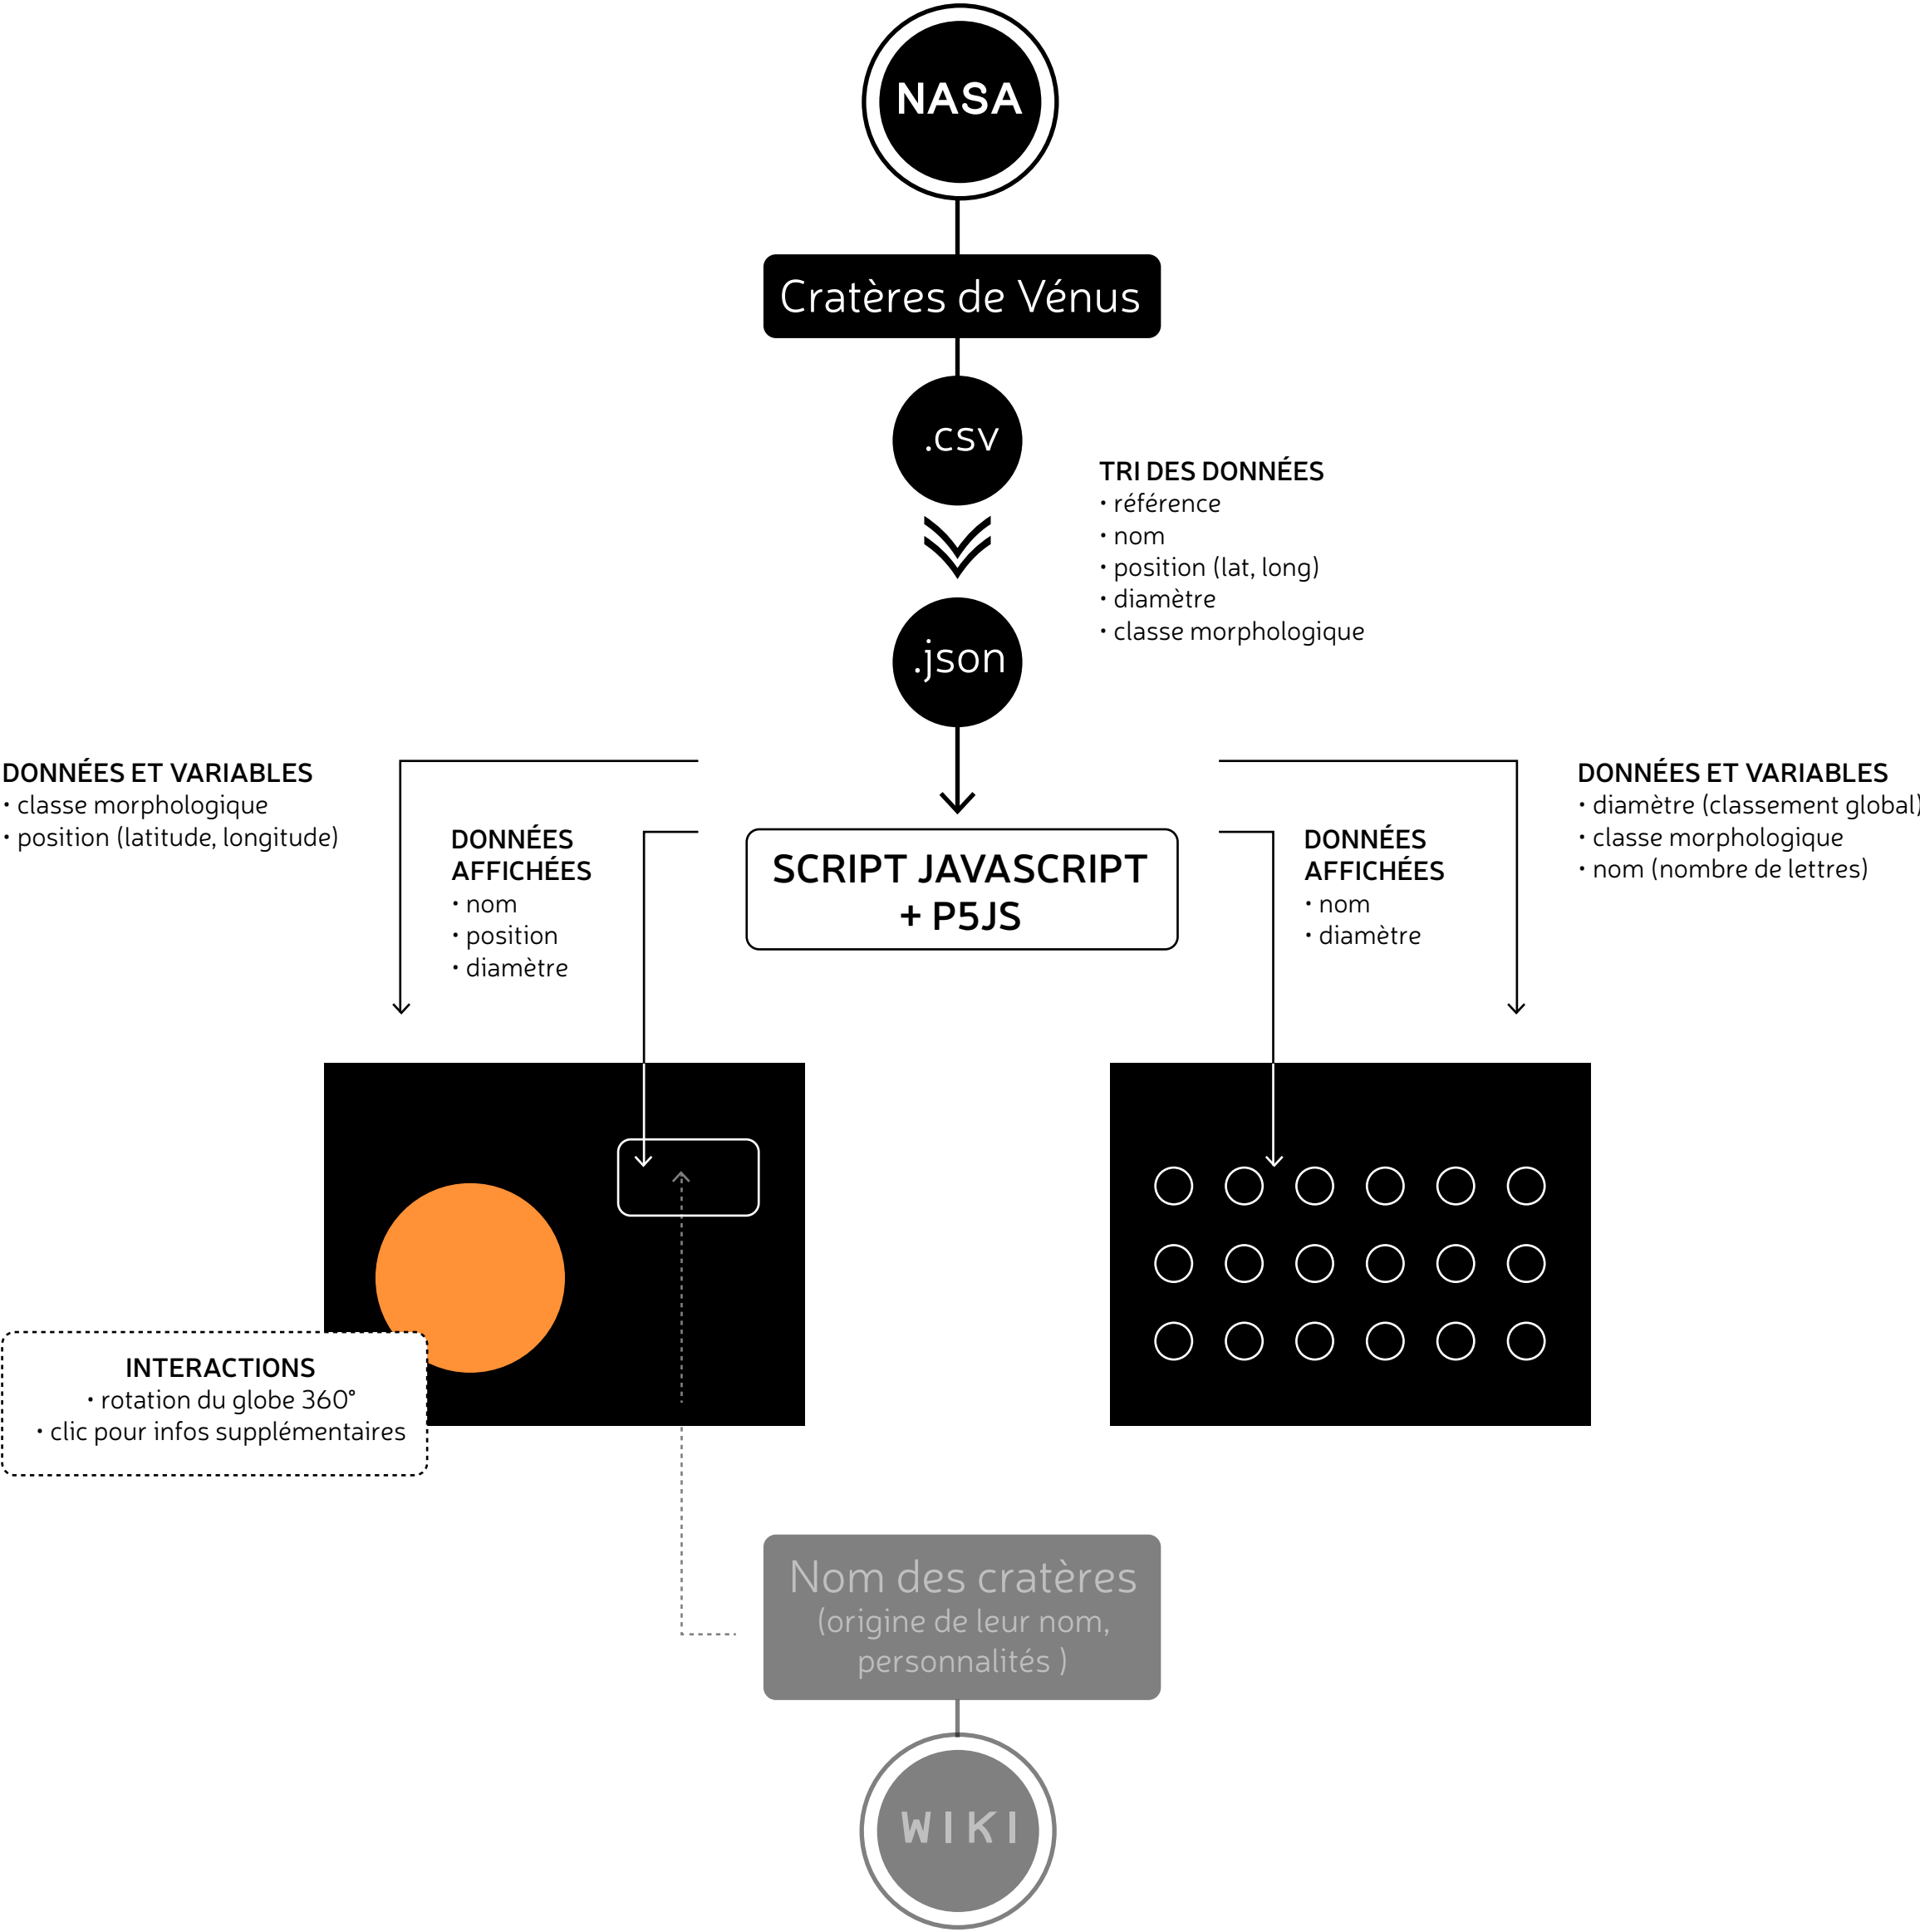 NASA
Cratères de Vénus
.csv
TRI DES DONNÉES
• référence
• nom
• position (lat, long)
• diamètre
• classe morphologique
.json
DONNÉES ET VARIABLES
• classe morphologique
• position (latitude, longitude)
DONNÉES
AFFICHÉES
• nom
• position
• diamètre
SCRIPT JAVASCRIPT
+ P5JS
DONNÉES
AFFICHÉES
• nom
• diamètre
DONNÉES ET VARIABLES
• diamètre (classement global)
• classe morphologique
• nom (nombre de lettres)
INTERACTIONS
• rotation du globe 360°
• clic pour infos supplémentaires
Nom des cratères
(origine de leur nom,
personnalités )
WIKI